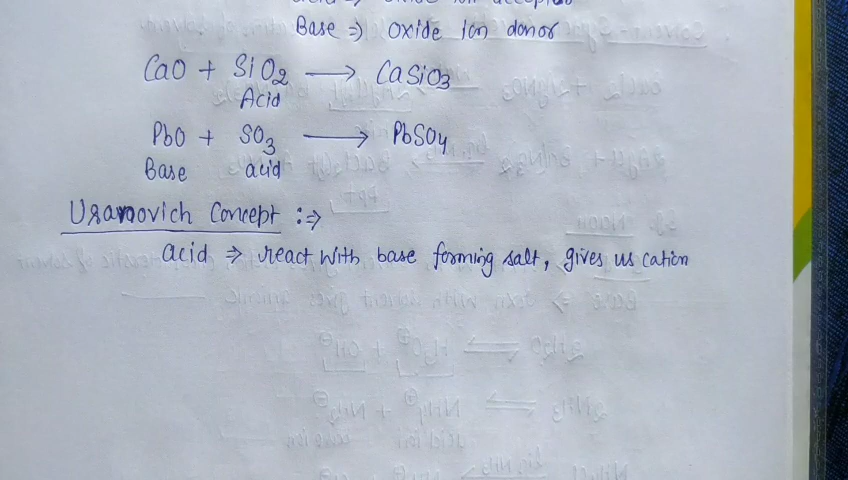 Base ⇒ oxide ion donor
CaO + SiO2 ⟶ CaSiO3
Acid
PbO + SO3 ⟶ PbSO4
Base acid
Usanovich Concept :⇒
acid ⇒ react with base forming salt, gives us cation